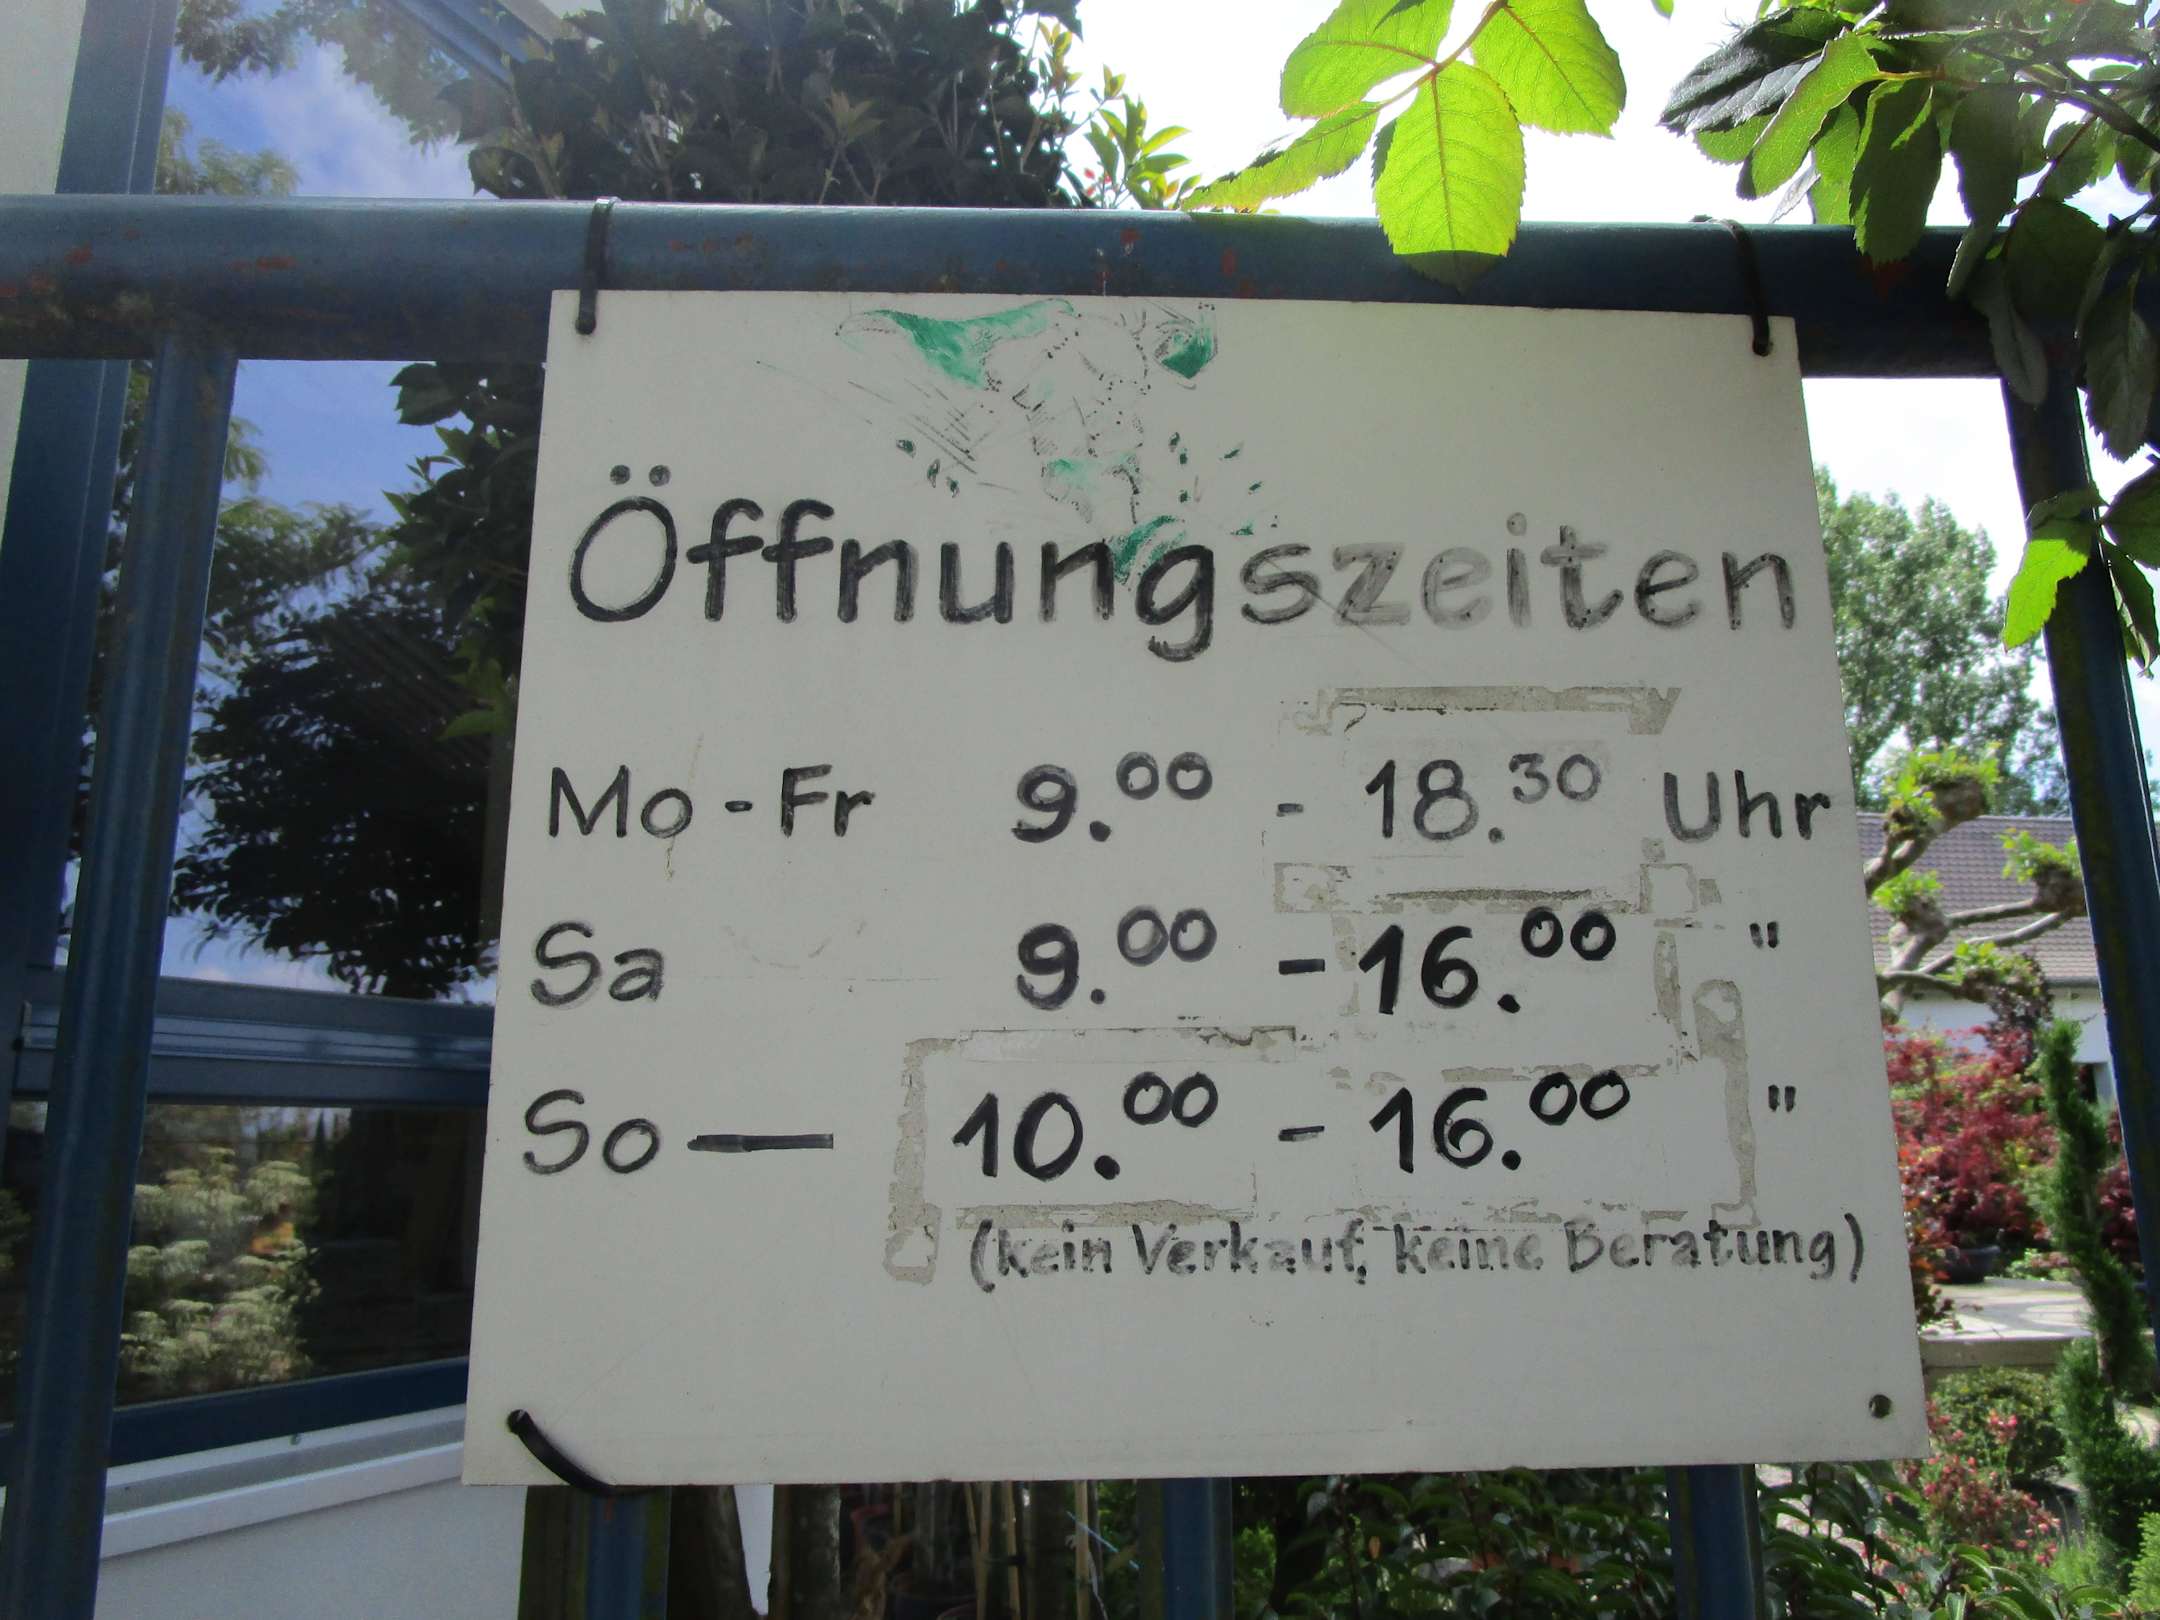 Öffnungszeiten
Mo - Fr 9.00 - 18.30 Uhr
Sa 9.00 - 16.00 "
So — 10.00 - 16.00 "
(kein Verkauf, keine Beratung)